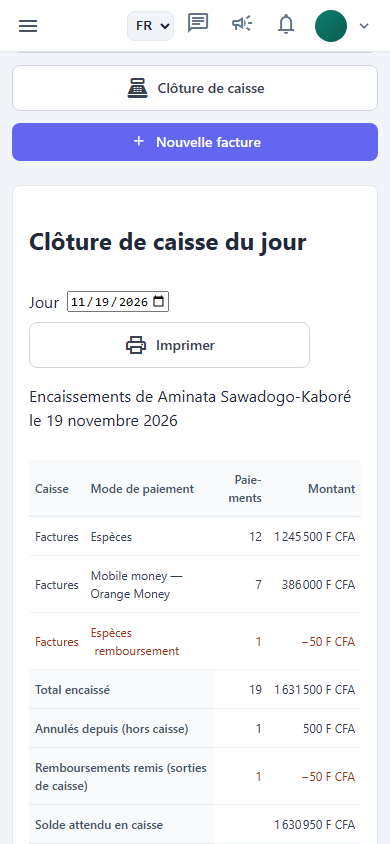 FR
Clôture de caisse
+ Nouvelle facture
Clôture de caisse du jour
Jour 11/19/2026
Imprimer
Encaissements de Aminata Sawadogo-Kaboré
le 19 novembre 2026
Caisse Mode de paiement Paie-
ments Montant
Factures Espèces 12 1 245 500 F CFA
Factures Mobile money —
Orange Money 7 386 000 F CFA
Factures Espèces
remboursement 1 −50 F CFA
Total encaissé 19 1 631 500 F CFA
Annulés depuis (hors caisse) 1 500 F CFA
Remboursements remis (sorties
de caisse) 1 −50 F CFA
Solde attendu en caisse 1 630 950 F CFA